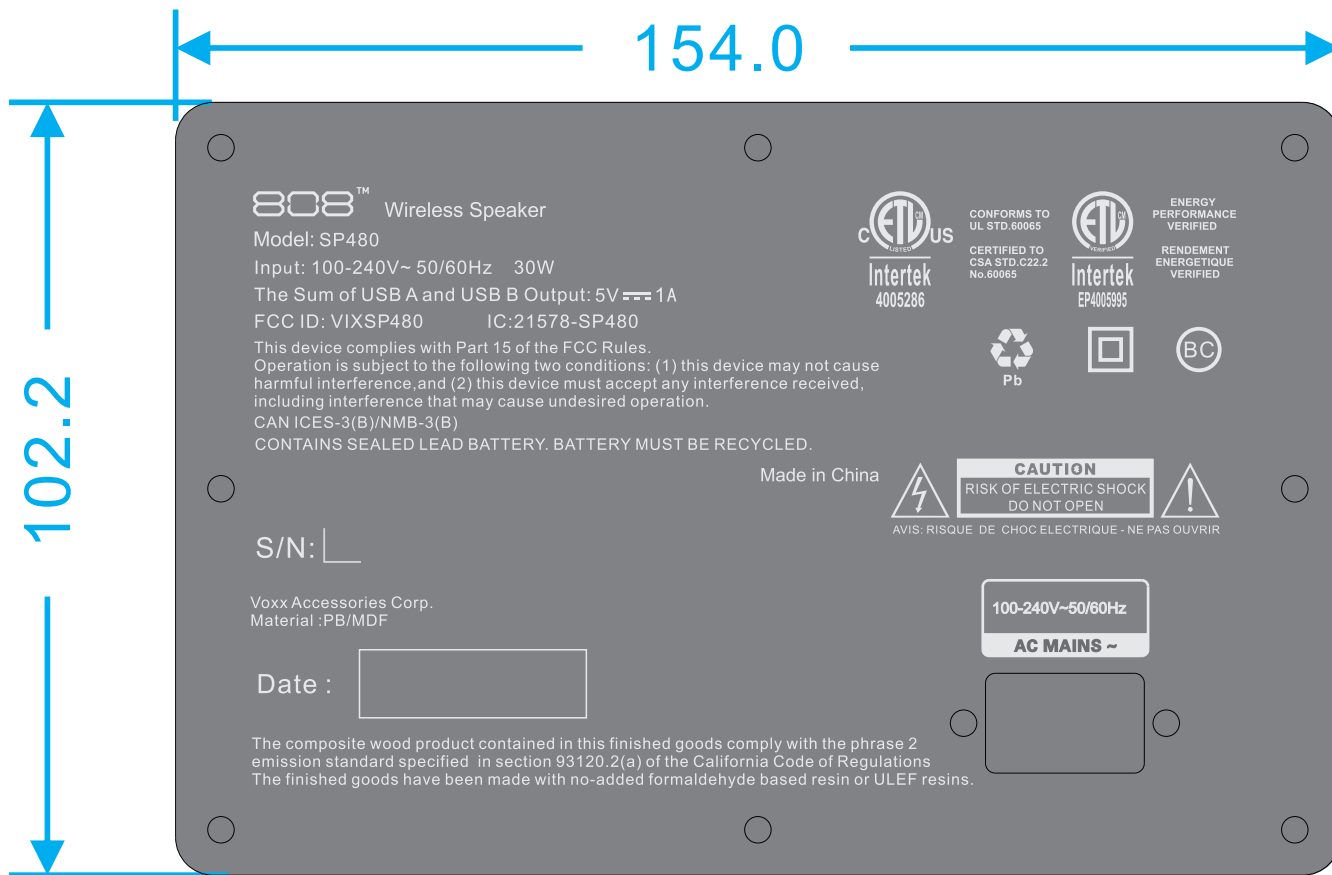 154.0
102.2
808™ Wireless Speaker
Model: SP480
Input: 100-240V~ 50/60Hz 30W
The Sum of USB A and USB B Output: 5V ⎓ 1A
FCC ID: VIXSP480 IC:21578-SP480
This device complies with Part 15 of the FCC Rules.
Operation is subject to the following two conditions: (1) this device may not cause
harmful interference,and (2) this device must accept any interference received,
including interference that may cause undesired operation.
CAN ICES-3(B)/NMB-3(B)
CONTAINS SEALED LEAD BATTERY. BATTERY MUST BE RECYCLED.
Made in China
C ETL CM US
LISTED
Intertek
4005286
CONFORMS TO
UL STD.60065
CERTIFIED TO
CSA STD.C22.2
No.60065
ETL CM
VERIFIED
Intertek
EP4005995
ENERGY
PERFORMANCE
VERIFIED
RENDEMENT
ENERGETIQUE
VERIFIED
Pb
BC
CAUTION
RISK OF ELECTRIC SHOCK
DO NOT OPEN
AVIS: RISQUE DE CHOC ELECTRIQUE - NE PAS OUVRIR
S/N:
Voxx Accessories Corp.
Material :PB/MDF
Date :
100-240V~50/60Hz
AC MAINS ~
The composite wood product contained in this finished goods comply with the phrase 2
emission standard specified in section 93120.2(a) of the California Code of Regulations
The finished goods have been made with no-added formaldehyde based resin or ULEF resins.